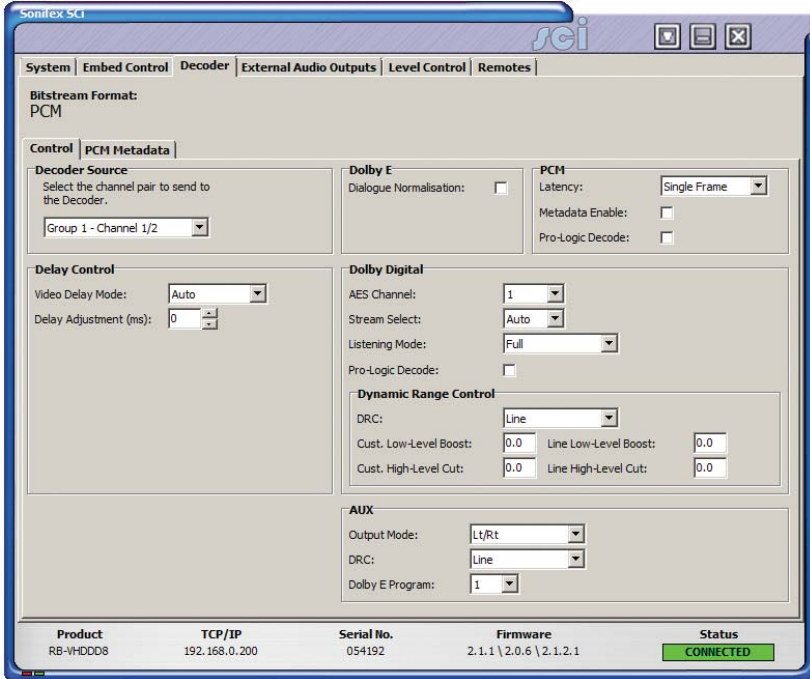 Sonifex SCi
sci
System Embed Control Decoder External Audio Outputs Level Control Remotes
Bitstream Format:
PCM
Control PCM Metadata
Decoder Source
Select the channel pair to send to
the Decoder.
Group 1 - Channel 1/2
Dolby E
Dialogue Normalisation:
PCM
Latency: Single Frame
Metadata Enable:
Pro-Logic Decode:
Delay Control
Video Delay Mode: Auto
Delay Adjustment (ms): 0
Dolby Digital
AES Channel: 1
Stream Select: Auto
Listening Mode: Full
Pro-Logic Decode:
Dynamic Range Control
DRC: Line
Cust. Low-Level Boost: 0.0 Line Low-Level Boost: 0.0
Cust. High-Level Cut: 0.0 Line High-Level Cut: 0.0
AUX
Output Mode: Lt/Rt
DRC: Line
Dolby E Program: 1
Product TCP/IP Serial No. Firmware Status
RB-VHDDD8 192.168.0.200 054192 2.1.1 \ 2.0.6 \ 2.1.2.1 CONNECTED